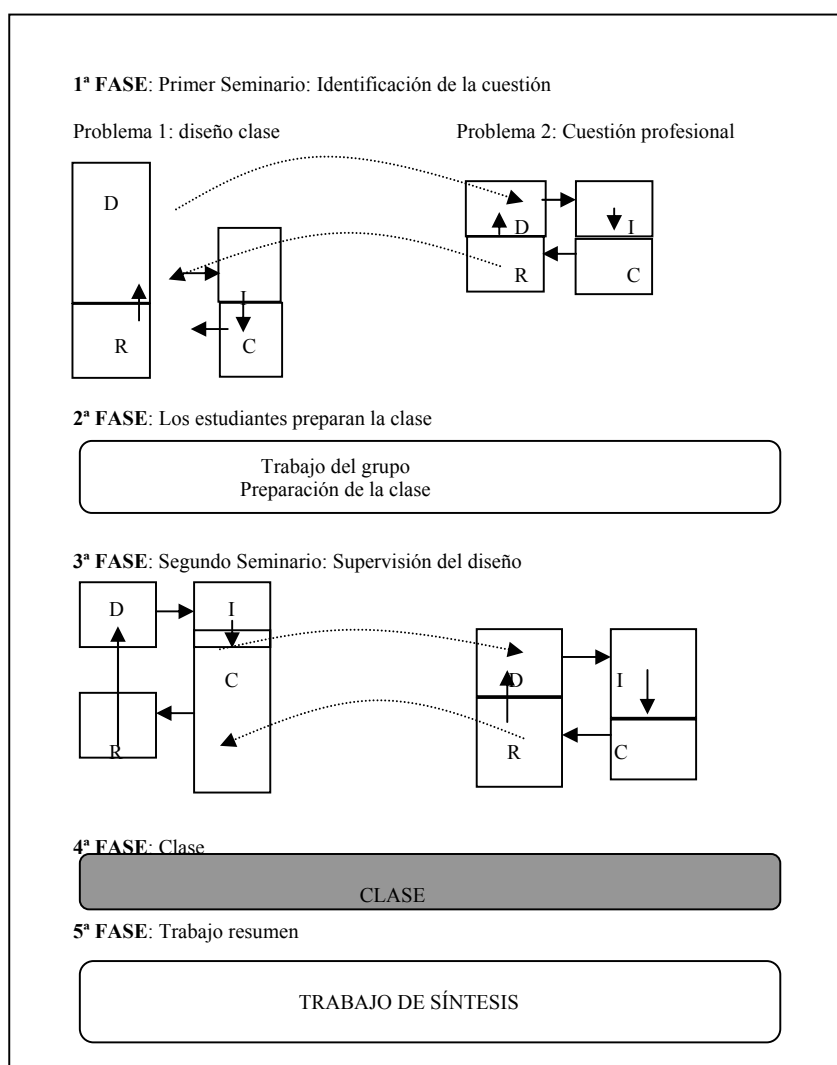 1ª FASE: Primer Seminario: Identificación de la cuestión
Problema 1: diseño clase Problema 2: Cuestión profesional
D
D I
R C
I
R C
2ª FASE: Los estudiantes preparan la clase
Trabajo del grupo
Preparación de la clase
3ª FASE: Segundo Seminario: Supervisión del diseño
D I
C D I
R R C
4ª FASE: Clase
CLASE
5ª FASE: Trabajo resumen
TRABAJO DE SÍNTESIS